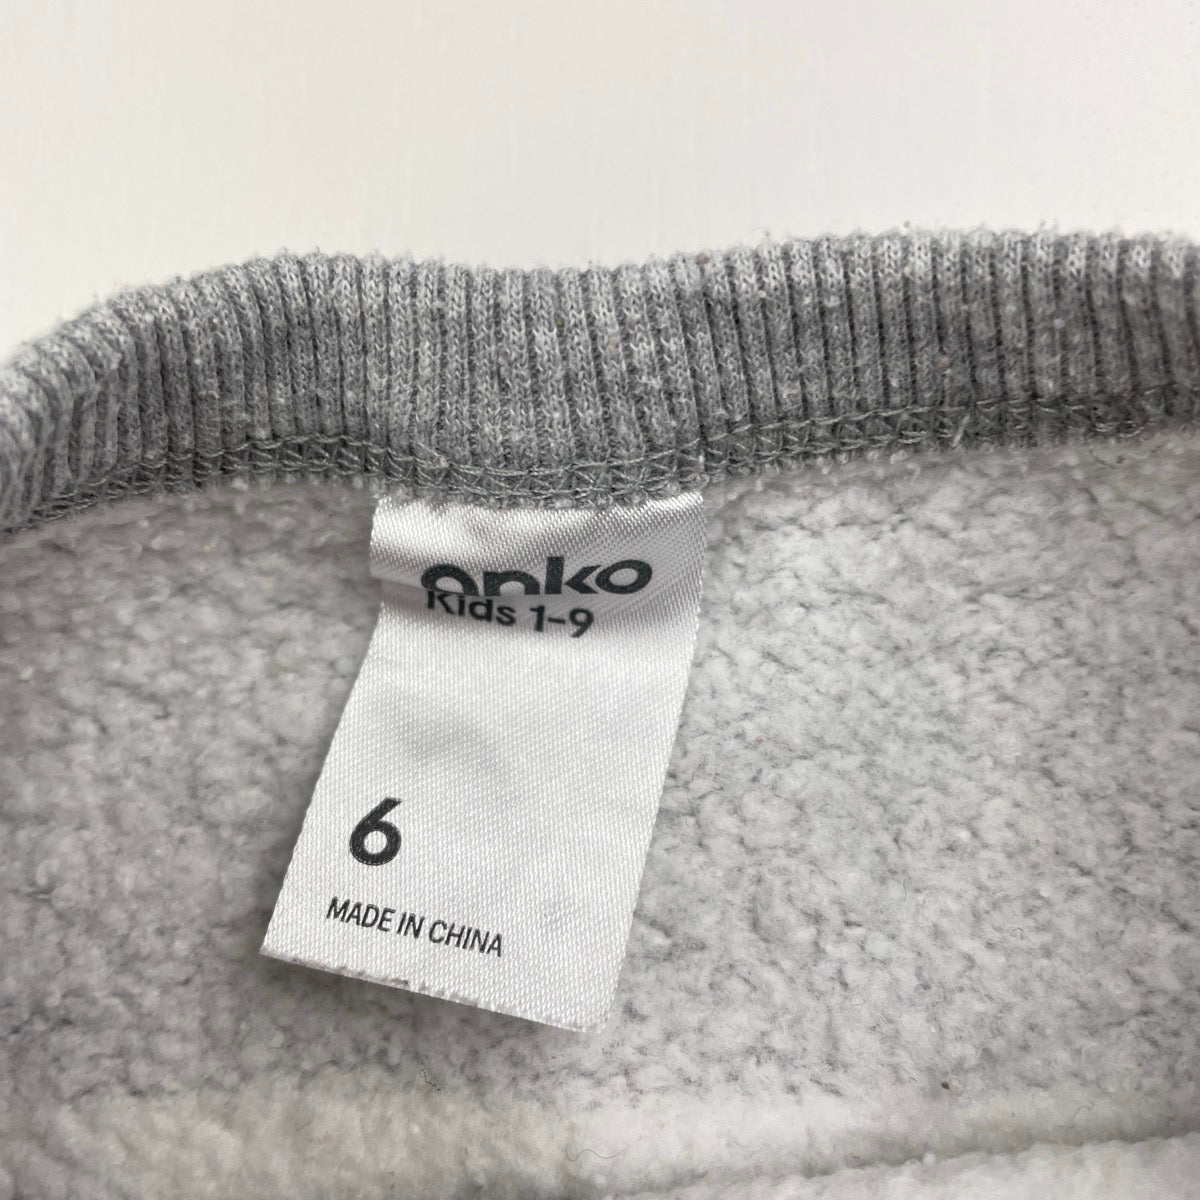 anko
Kids 1-9
6
MADE IN CHINA